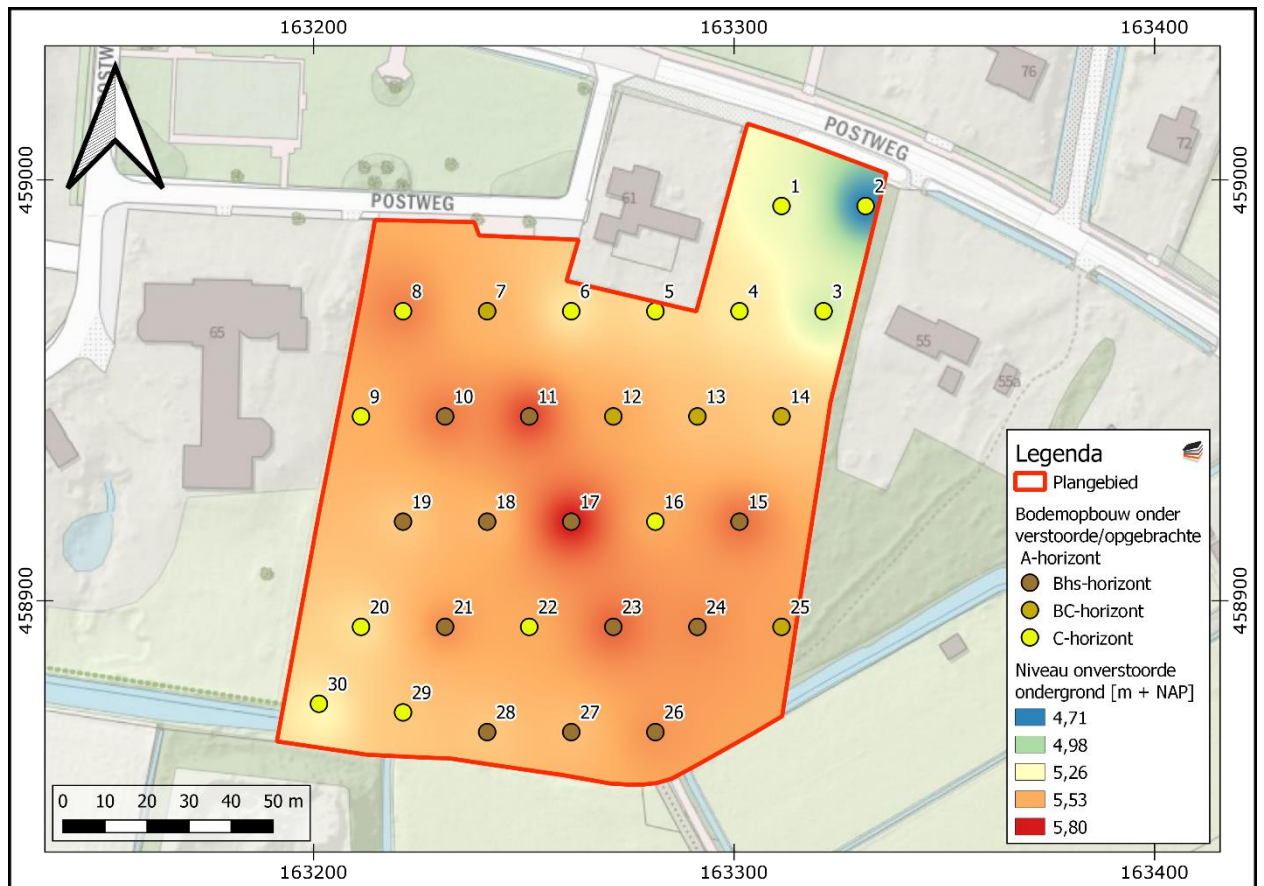 163200 163300 163400
POSTWEG
76
POSTWEG
72
459000
459000
POSTWEG
61
1 2
8 7 6 5 4 3
65
55
55a
9 10 11 12 13 14
19 18 17 16 15
458900
458900
20 21 22 23 24 25
30 29 28 27 26
Legenda
Plangebied
Bodemopbouw onder
verstoorde/opgebrachte
A-horizont
Bhs-horizont
BC-horizont
C-horizont
Niveau onverstoorde
ondergrond [m + NAP]
4,71
4,98
5,26
5,53
5,80
0 10 20 30 40 50 m
163200 163300 163400